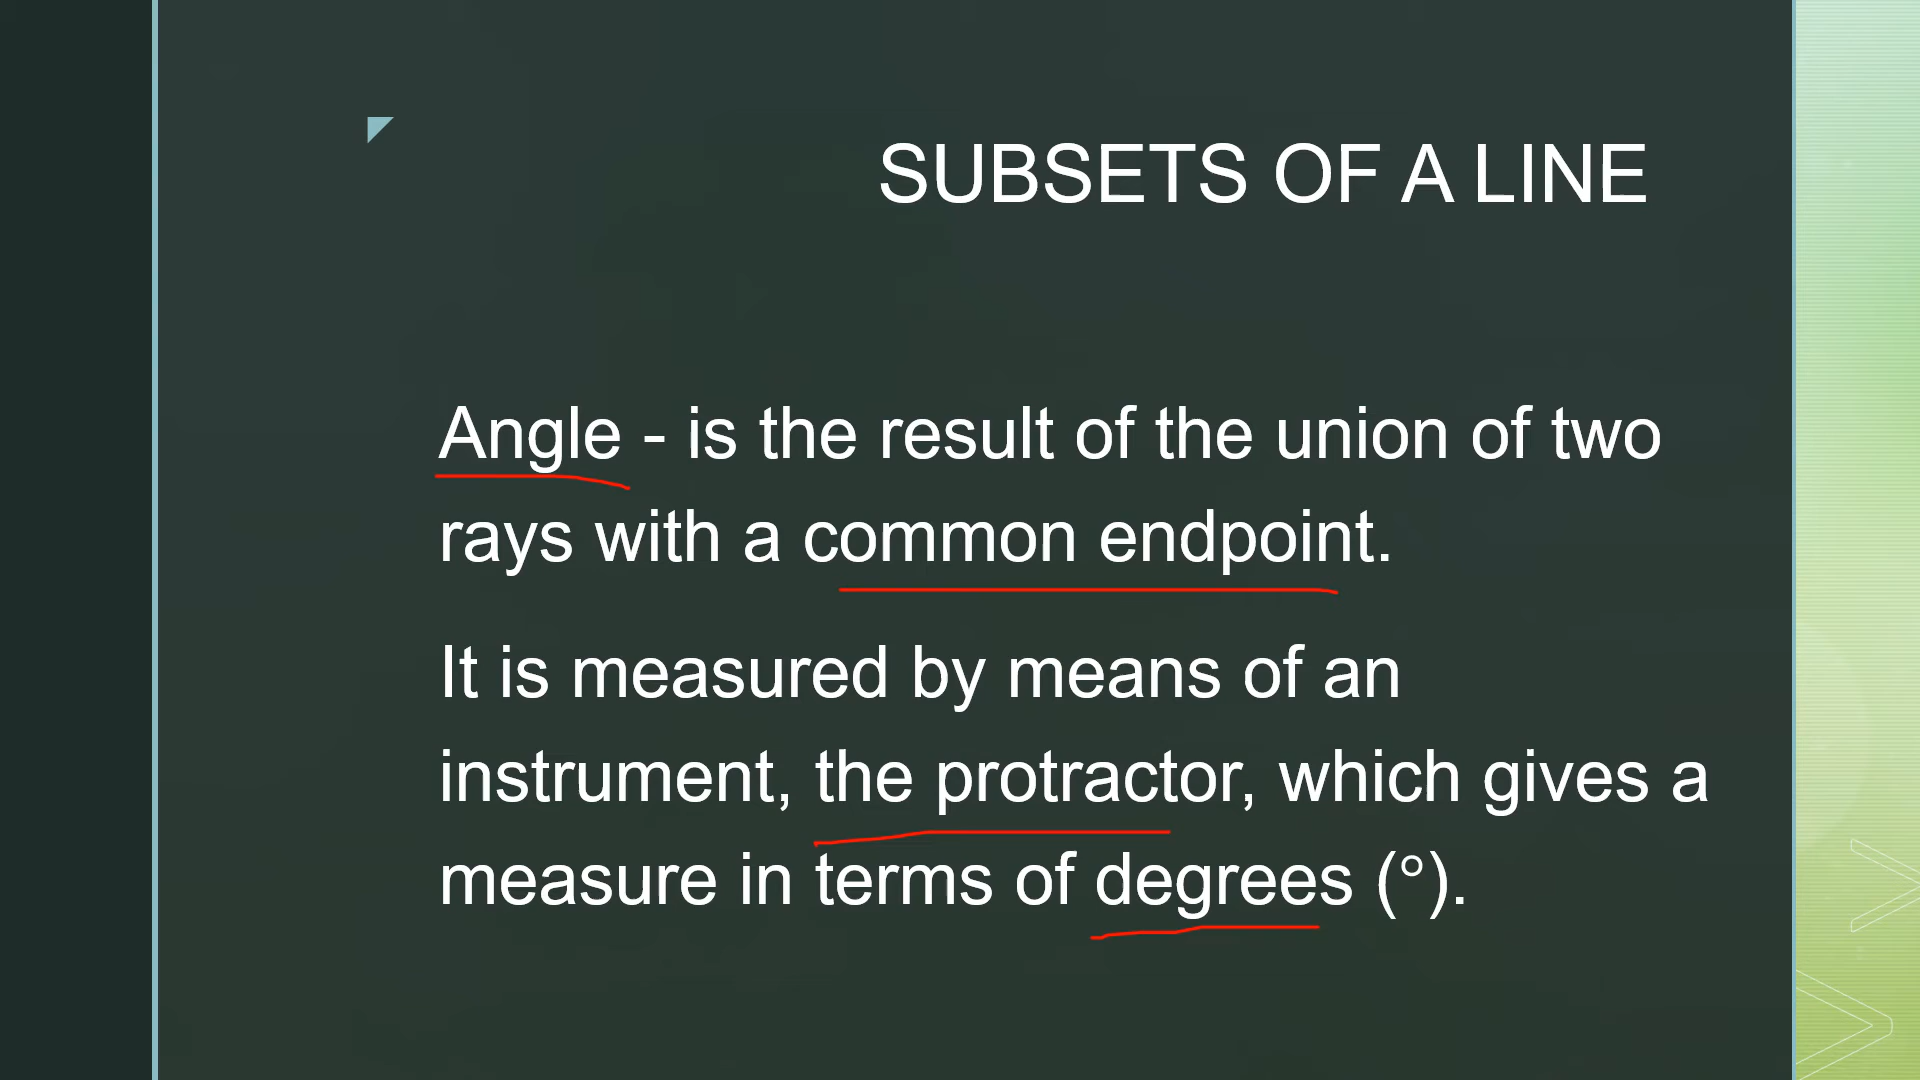 SUBSETS OF A LINE
Angle - is the result of the union of two
rays with a common endpoint.
It is measured by means of an
instrument, the protractor, which gives a
measure in terms of degrees (°).